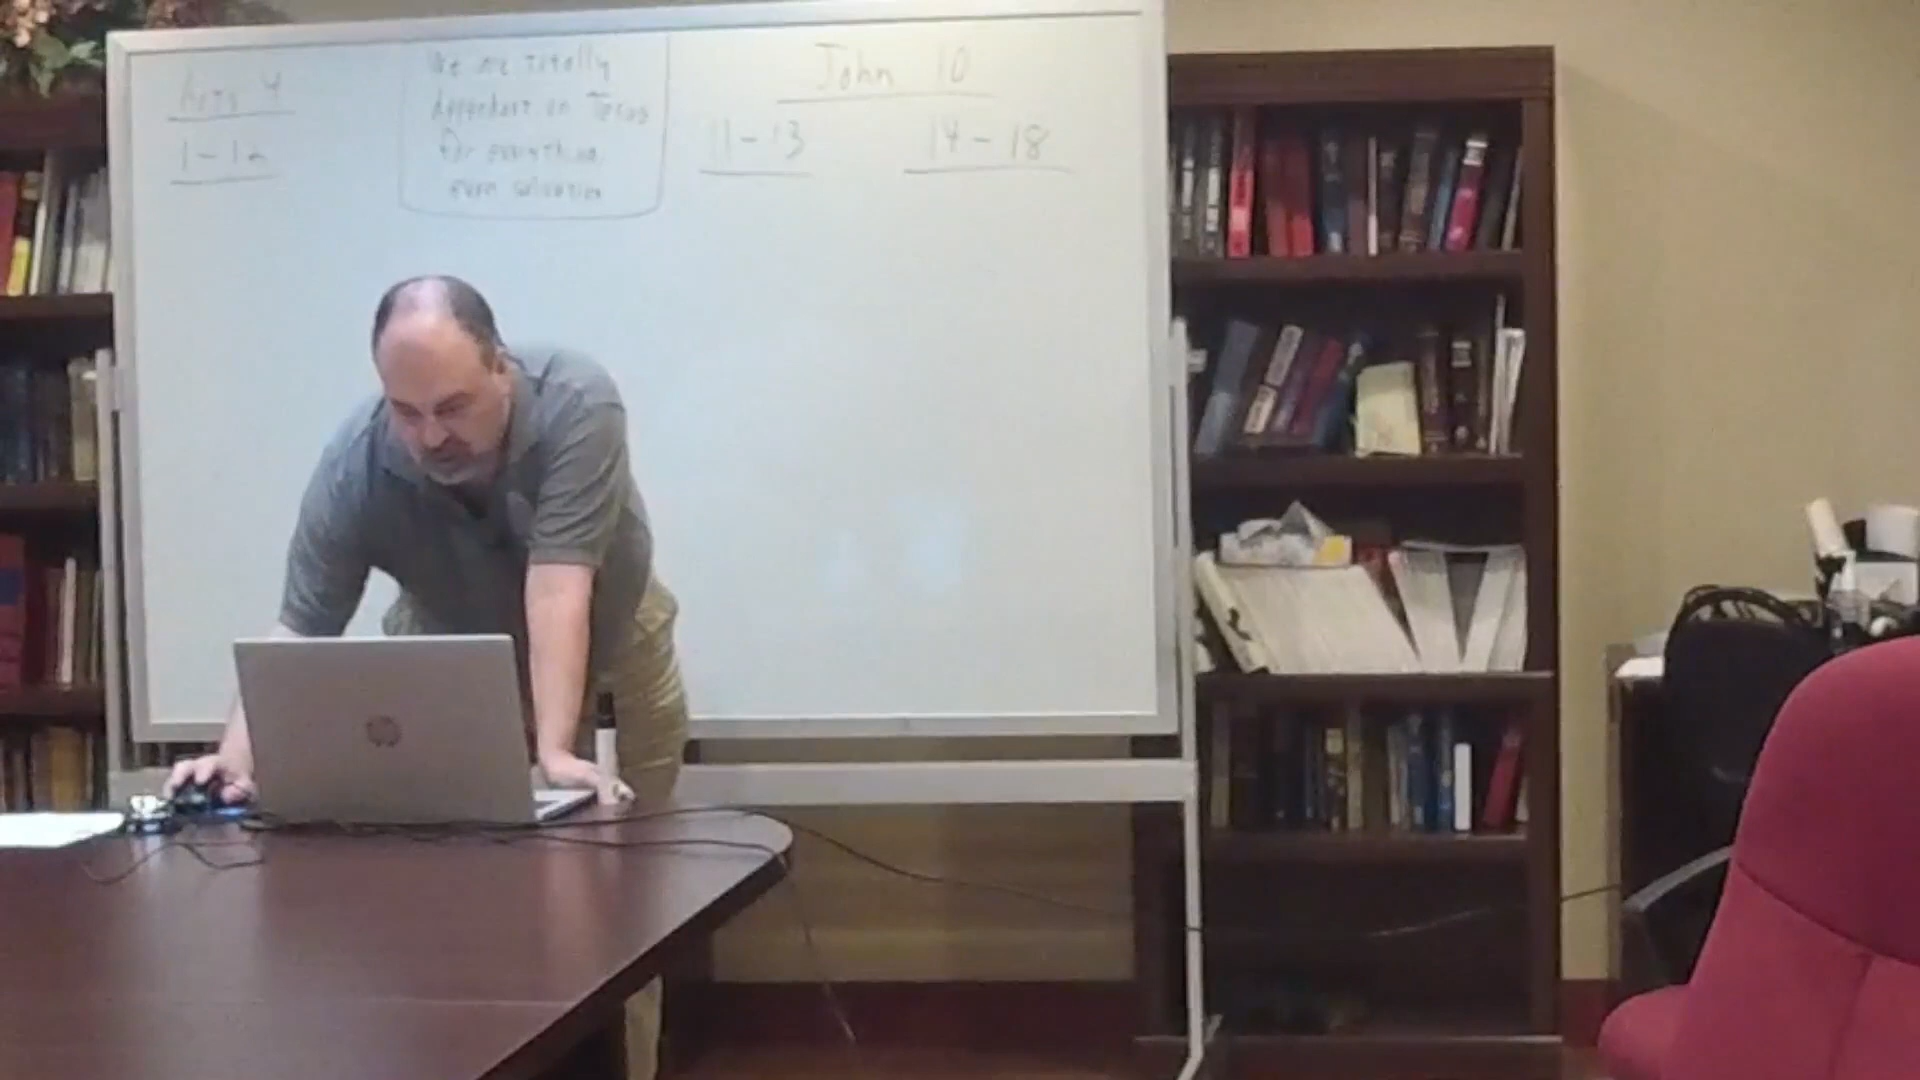 Acts 4
1-12
We are totally
dependent on Jesus
for everything,
even salvation
John 10
11-13
14-18
hp